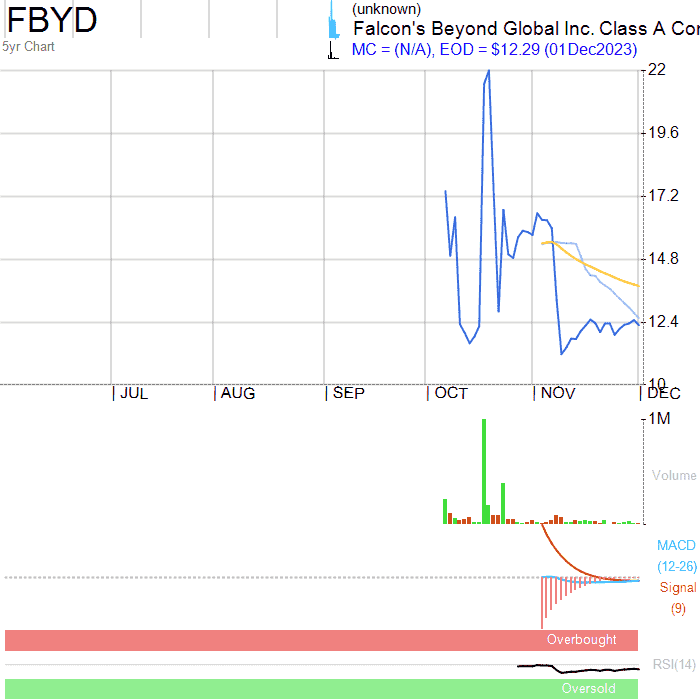 FBYD
(unknown)
Falcon's Beyond Global Inc. Class A Co
5yr Chart
MC = (N/A), EOD = $12.29 (01Dec2023)
22
19.6
17.2
14.8
12.4
10
JUL AUG SEP OCT NOV DEC
1M
Volume
MACD
(12-26)
Signal
(9)
Overbought
RSI(14)
Oversold